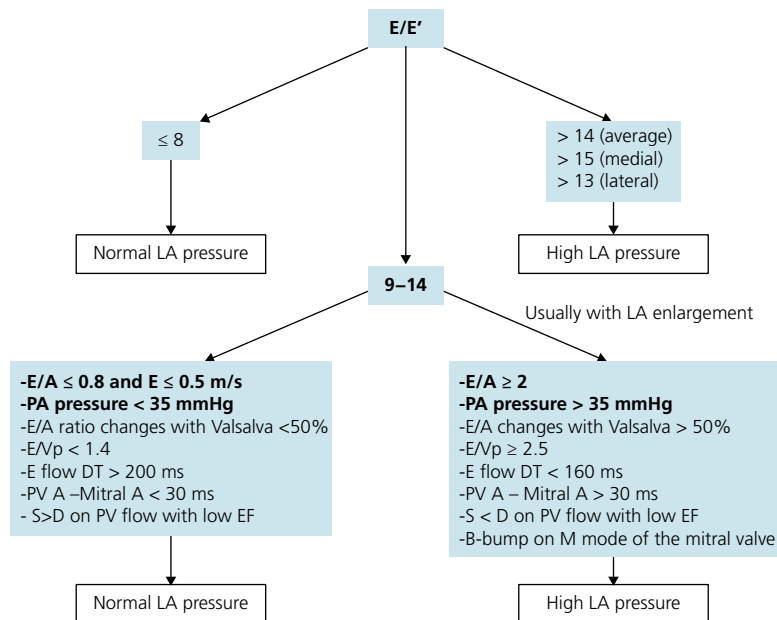 E/E′
≤ 8
> 14 (average)
> 15 (medial)
> 13 (lateral)
Normal LA pressure
High LA pressure
9–14
Usually with LA enlargement
-E/A ≤ 0.8 and E ≤ 0.5 m/s
-PA pressure < 35 mmHg
-E/A ratio changes with Valsalva <50%
-E/Vp < 1.4
-E flow DT > 200 ms
-PV A –Mitral A < 30 ms
- S>D on PV flow with low EF
-E/A ≥ 2
-PA pressure > 35 mmHg
-E/A changes with Valsalva > 50%
-E/Vp ≥ 2.5
-E flow DT < 160 ms
-PV A – Mitral A > 30 ms
-S < D on PV flow with low EF
-B-bump on M mode of the mitral valve
Normal LA pressure
High LA pressure